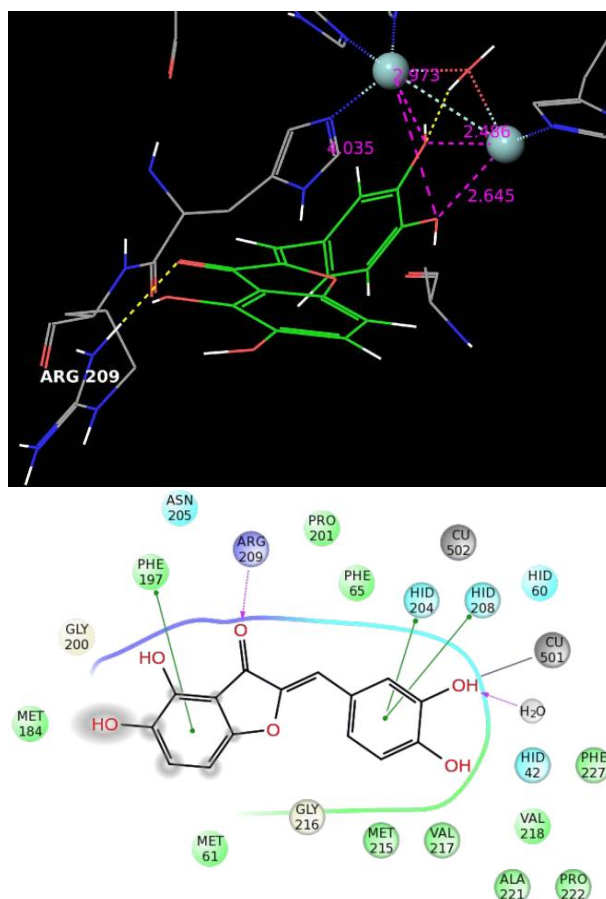 2.973
2.486
4.035
2.645
ARG 209
ASN
205
PRO
201
ARG
209
CU
502
PHE
197
PHE
65
HID
204
HID
208
HID
60
GLY
200
O
CU
501
HO
OH
H₂O
MET
184
HO
O
OH
HID
42
PHE
227
GLY
216
MET
215
VAL
217
VAL
218
MET
61
ALA
221
PRO
222